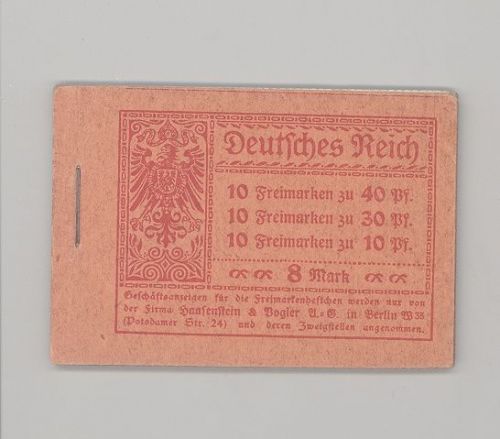 Deutsches Reich
10 Freimarken zu 40 Pf.
10 Freimarken zu 30 Pf.
10 Freimarken zu 10 Pf.
8 Mark
Geschäftsanzeigen für die Freimarkenheftchen werden nur von
der Firma Haasenstein & Vogler A.-G. in Berlin W 35
(Potsdamer Str. 24) und deren Zweigstellen angenommen.